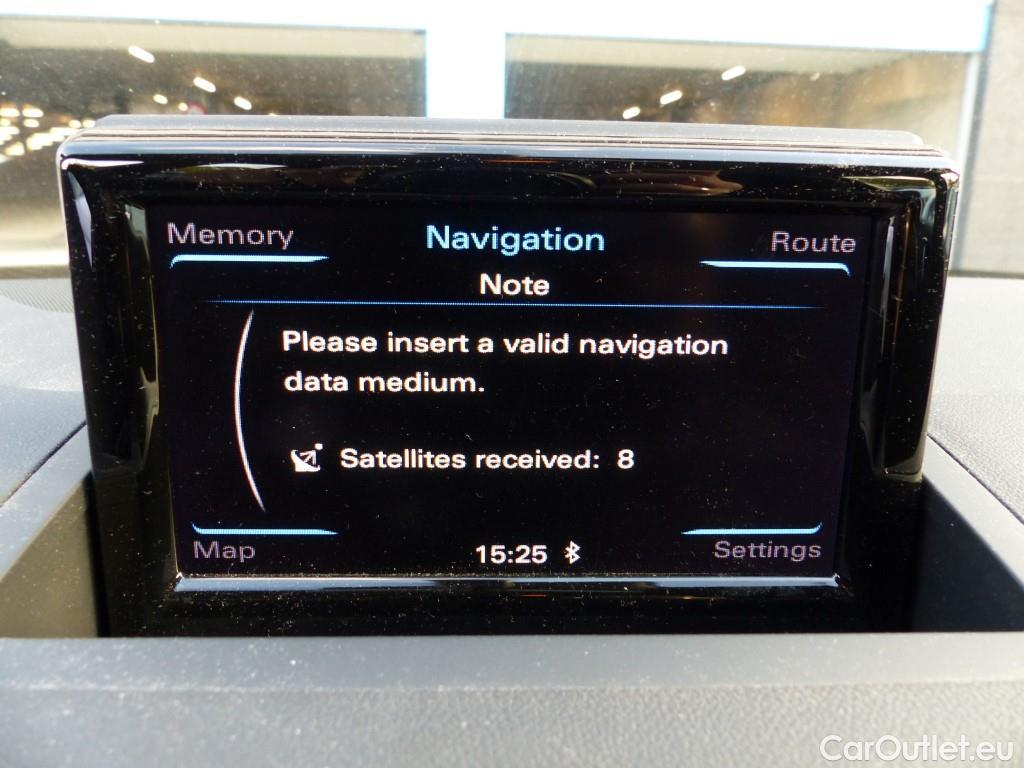 Memory
Navigation
Route
Note
Please insert a valid navigation
data medium.
Satellites received: 8
Map
15:25
Settings
CarOutlet.eu